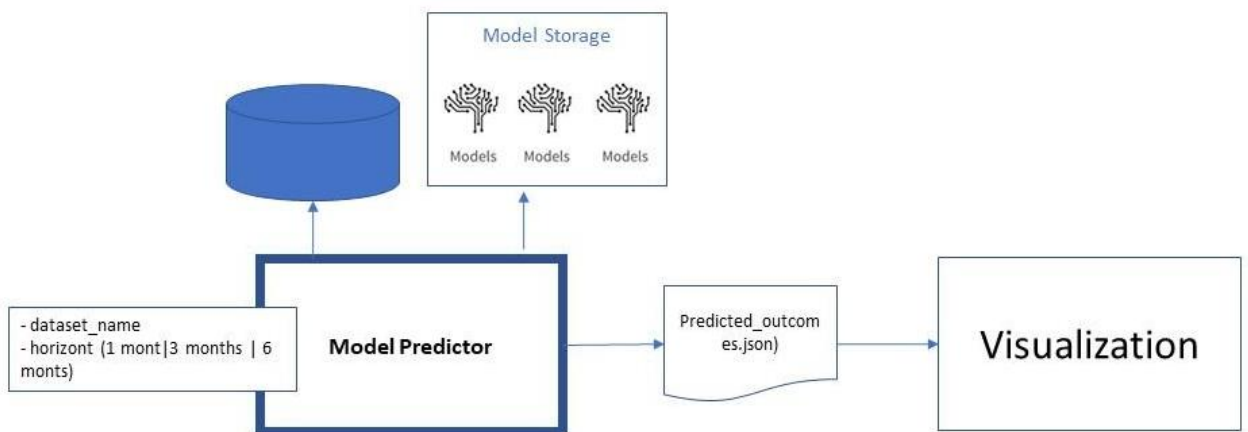 Model Storage
Models
Models
Models
- dataset_name
- horizont (1 mont|3 months | 6
monts)
Model Predictor
Predicted_outcom
es.json)
Visualization